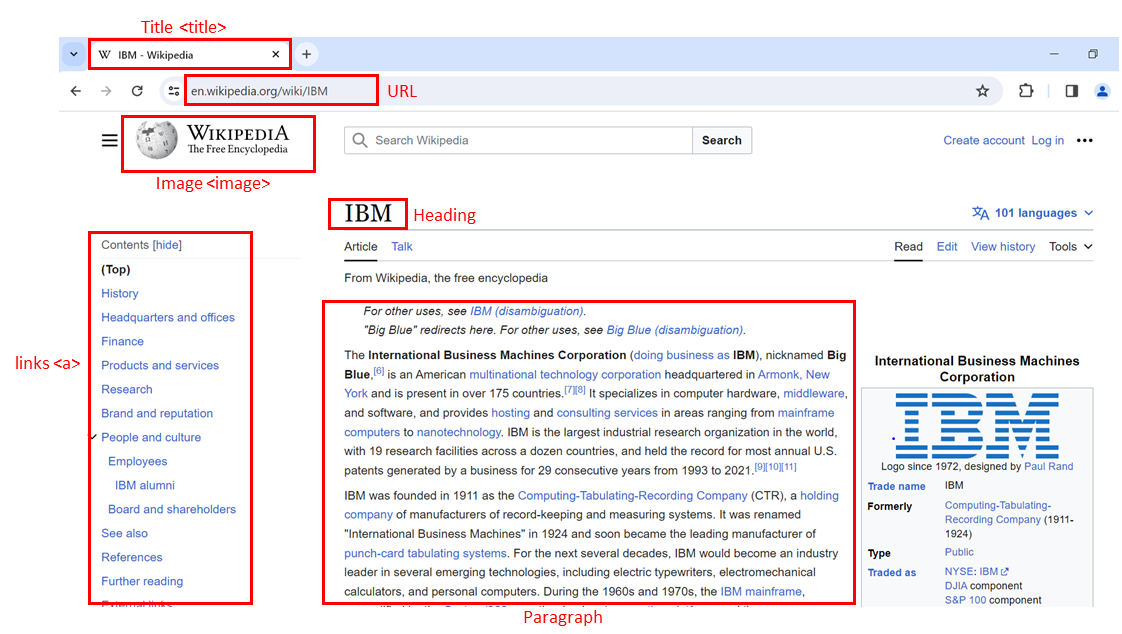 Title <title>
IBM - Wikipedia
en.wikipedia.org/wiki/IBM
URL
WIKIPEDIA
The Free Encyclopedia
Search Wikipedia
Search
Create account Log in
Image <image>
IBM
Heading
101 languages
Contents [hide]
Article Talk
Read Edit View history Tools
(Top)
From Wikipedia, the free encyclopedia
History
Headquarters and offices
Finance
Products and services
Research
Brand and reputation
People and culture
Employees
IBM alumni
Board and shareholders
See also
References
Further reading
External links
links <a>
For other uses, see IBM (disambiguation).
"Big Blue" redirects here. For other uses, see Big Blue (disambiguation).
The International Business Machines Corporation (doing business as IBM), nicknamed Big
Blue,[6] is an American multinational technology corporation headquartered in Armonk, New
York and is present in over 175 countries.[7][8] It specializes in computer hardware, middleware,
and software, and provides hosting and consulting services in areas ranging from mainframe
computers to nanotechnology. IBM is the largest industrial research organization in the world,
with 19 research facilities across a dozen countries, and held the record for most annual U.S.
patents generated by a business for 29 consecutive years from 1993 to 2021.[9][10][11]
IBM was founded in 1911 as the Computing-Tabulating-Recording Company (CTR), a holding
company of manufacturers of record-keeping and measuring systems. It was renamed
"International Business Machines" in 1924 and soon became the leading manufacturer of
punch-card tabulating systems. For the next several decades, IBM would become an industry
leader in several emerging technologies, including electric typewriters, electromechanical
calculators, and personal computers. During the 1960s and 1970s, the IBM mainframe,
Paragraph
International Business Machines
Corporation
IBM
Logo since 1972, designed by Paul Rand
Trade name IBM
Formerly Computing-Tabulating-
Recording Company (1911-
1924)
Type Public
Traded as NYSE: IBM
DJIA component
S&P 100 component